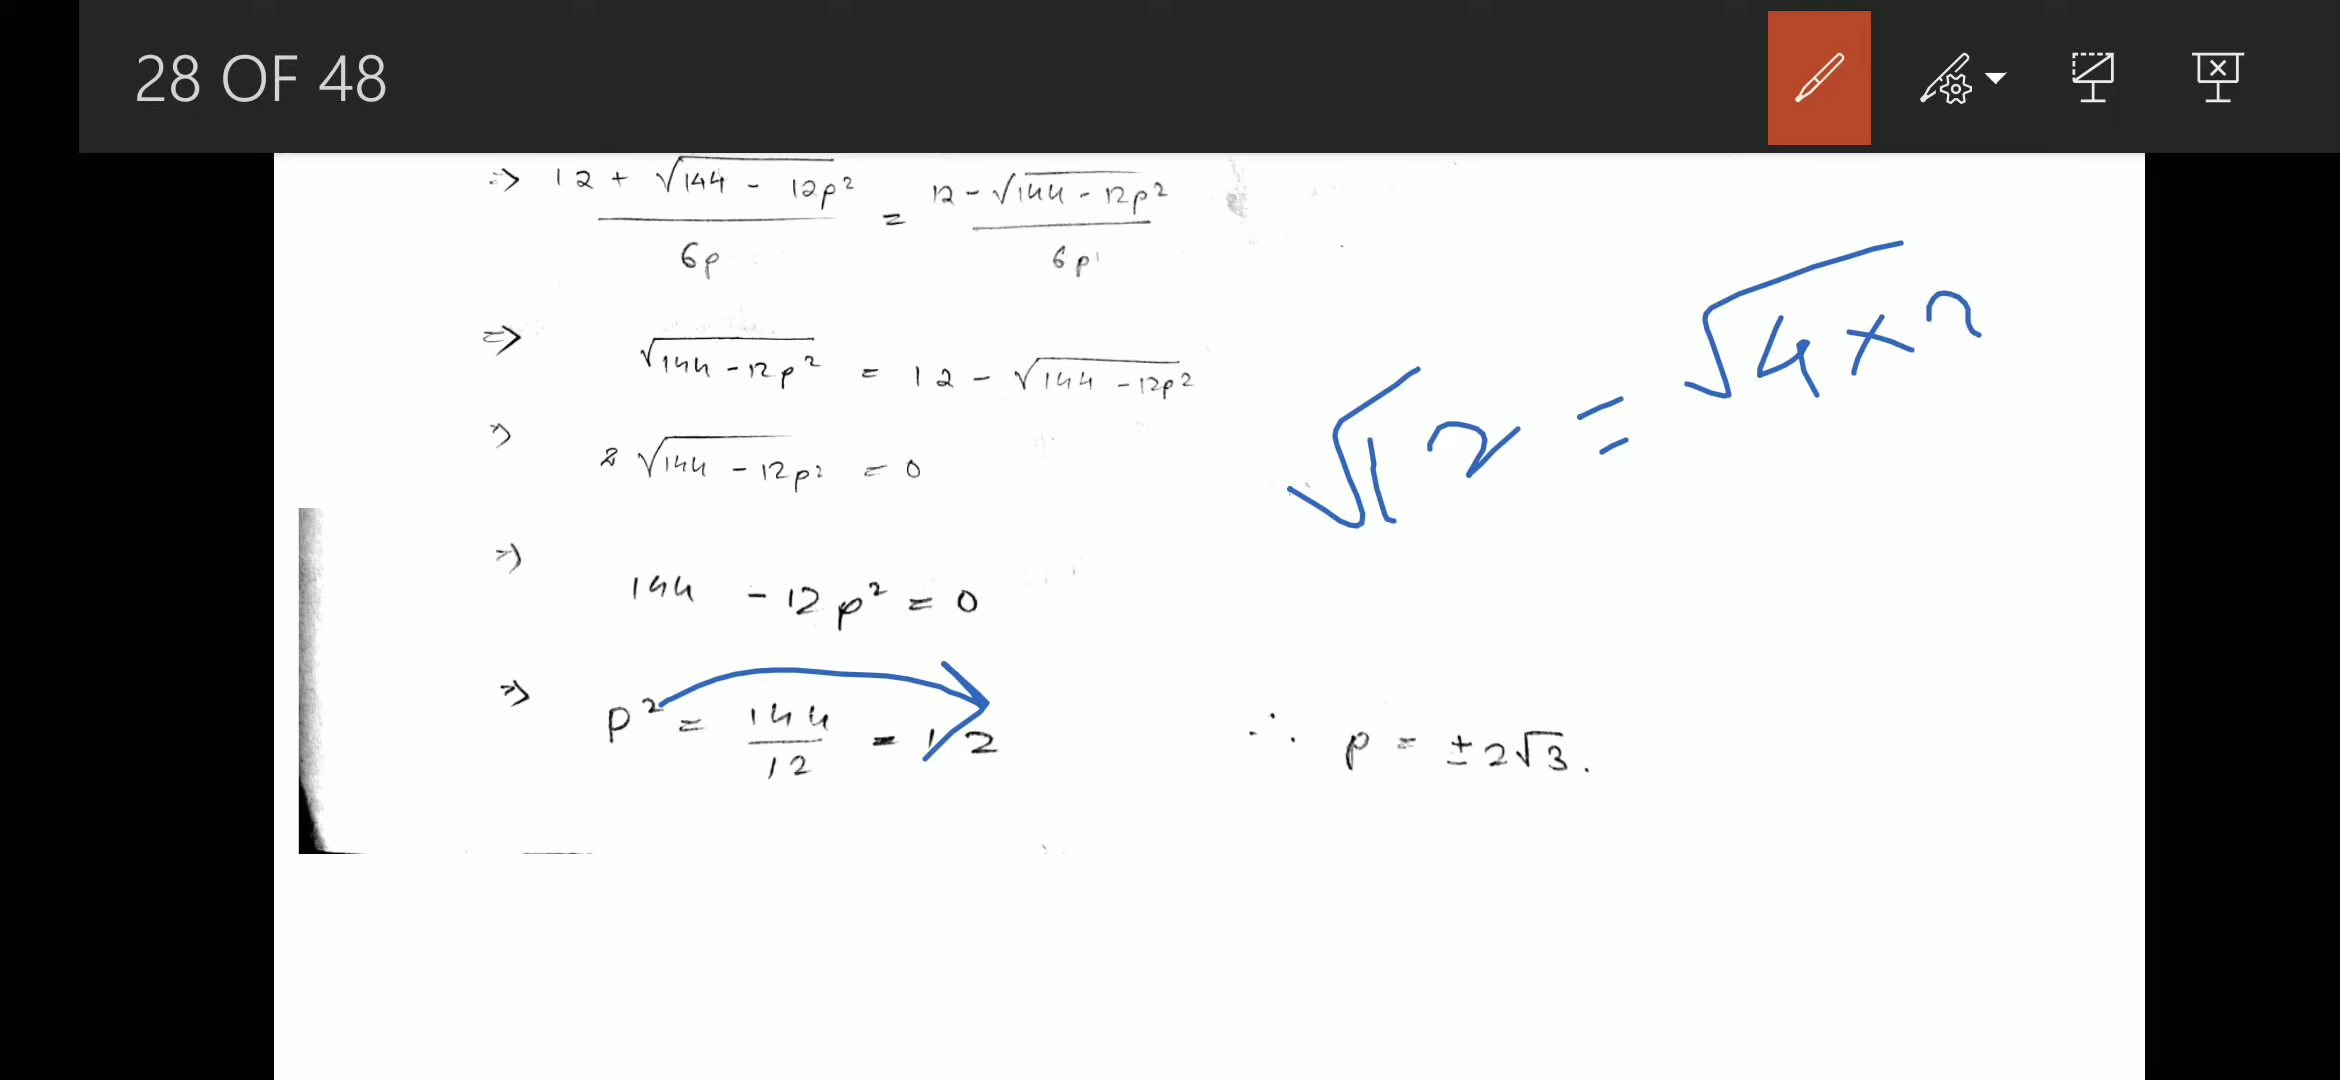 28 OF 48
⇒ 12 + √144 - 12p² / 6p = 12 - √144 - 12p² / 6p
⇒ √144 - 12p² = 12 - √144 - 12p²
⇒ 2 √144 - 12p² = 0
√12 = √4 ×
⇒ 144 - 12p² = 0
⇒ p² = 144 / 12 = 12
∴ p = ±2√3.